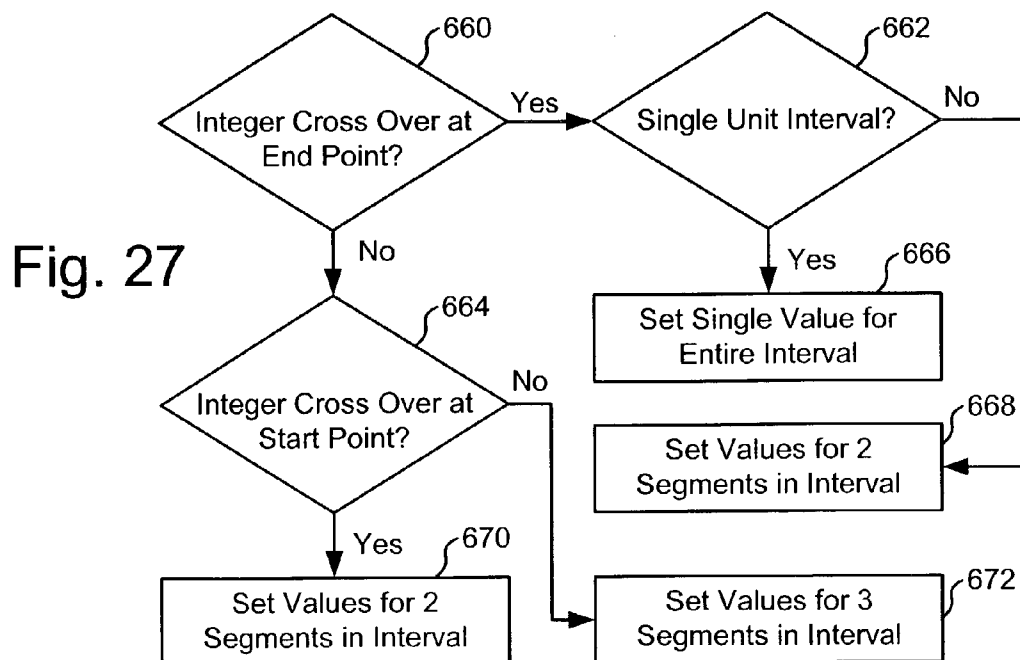 660
662
Integer Cross Over at
End Point?
Yes
Single Unit Interval?
No
Fig. 27
No
Yes
666
664
Set Single Value for
Entire Interval
Integer Cross Over at
Start Point?
No
668
Set Values for 2
Segments in Interval
Yes
670
672
Set Values for 2
Segments in Interval
Set Values for 3
Segments in Interval